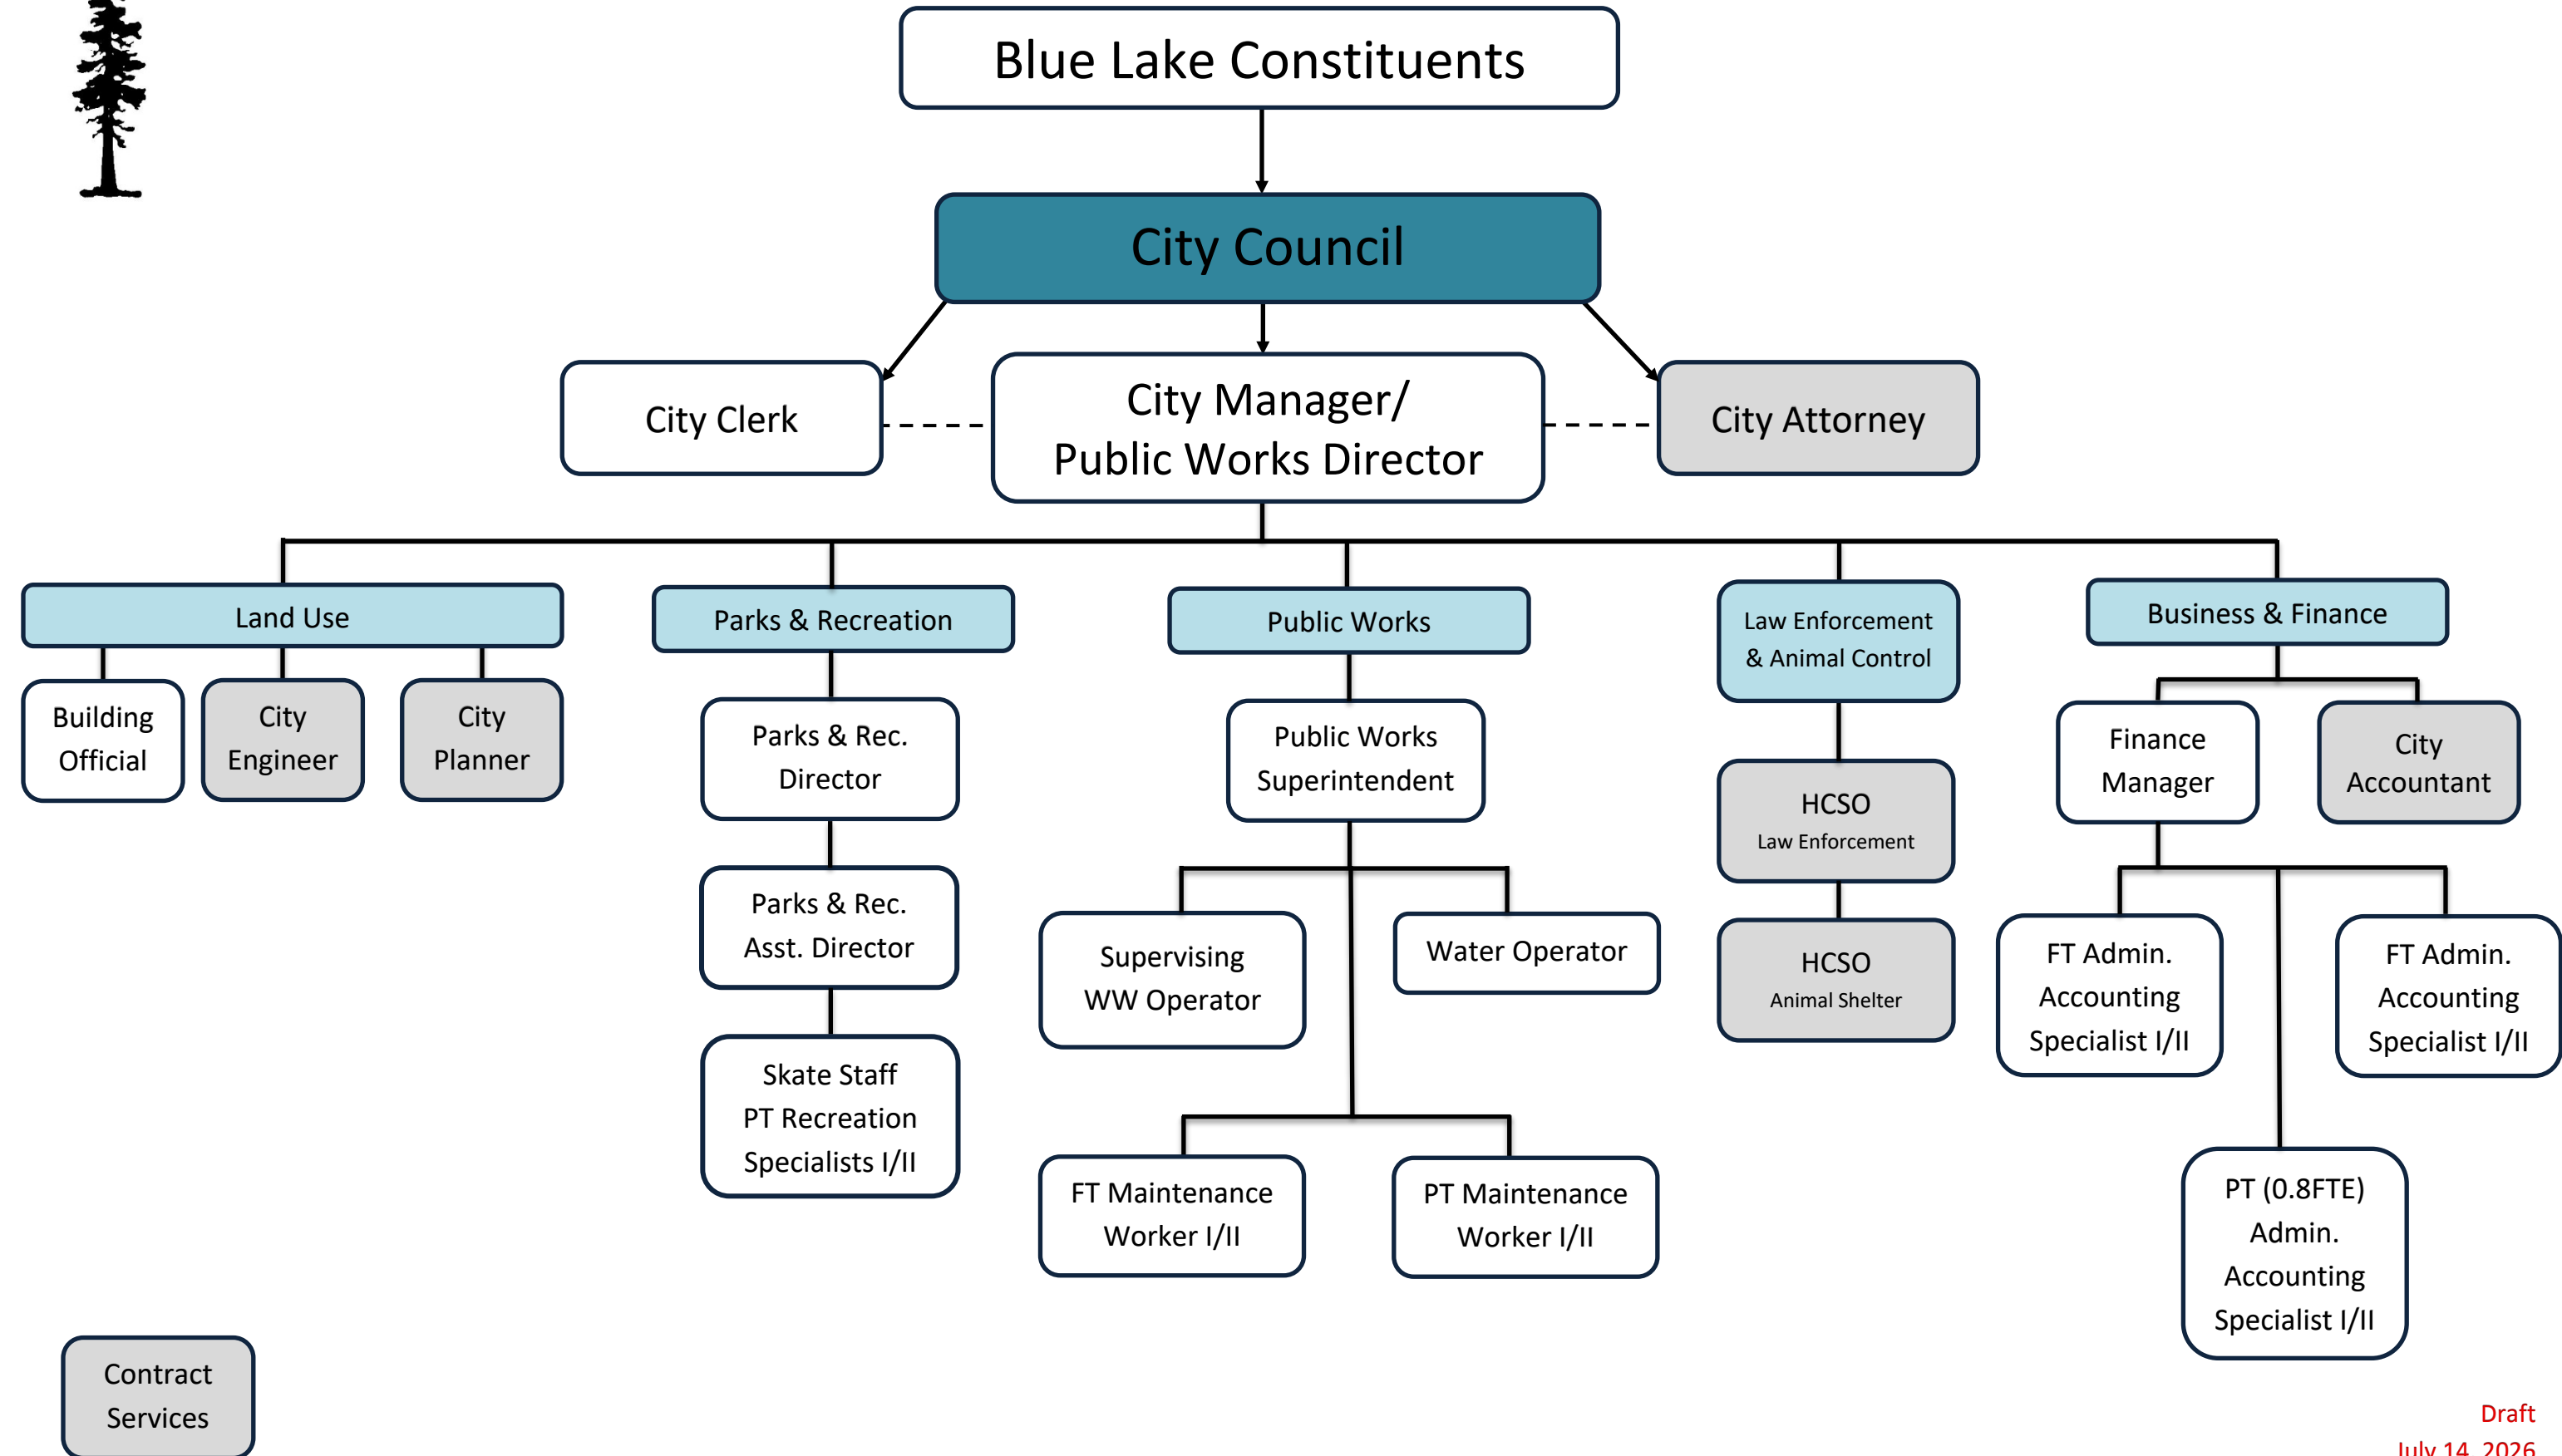 Blue Lake Constituents
City Council
City Clerk
City Manager/
Public Works Director
City Attorney
Land Use
Building
Official
City
Engineer
City
Planner
Parks & Recreation
Parks & Rec.
Director
Parks & Rec.
Asst. Director
Skate Staff
PT Recreation
Specialists I/II
Public Works
Public Works
Superintendent
Supervising
WW Operator
Water Operator
FT Maintenance
Worker I/II
PT Maintenance
Worker I/II
Law Enforcement
& Animal Control
HCSO
Law Enforcement
HCSO
Animal Shelter
Business & Finance
Finance
Manager
City
Accountant
FT Admin.
Accounting
Specialist I/II
FT Admin.
Accounting
Specialist I/II
PT (0.8FTE)
Admin.
Accounting
Specialist I/II
Contract
Services
Draft
July 14, 2026